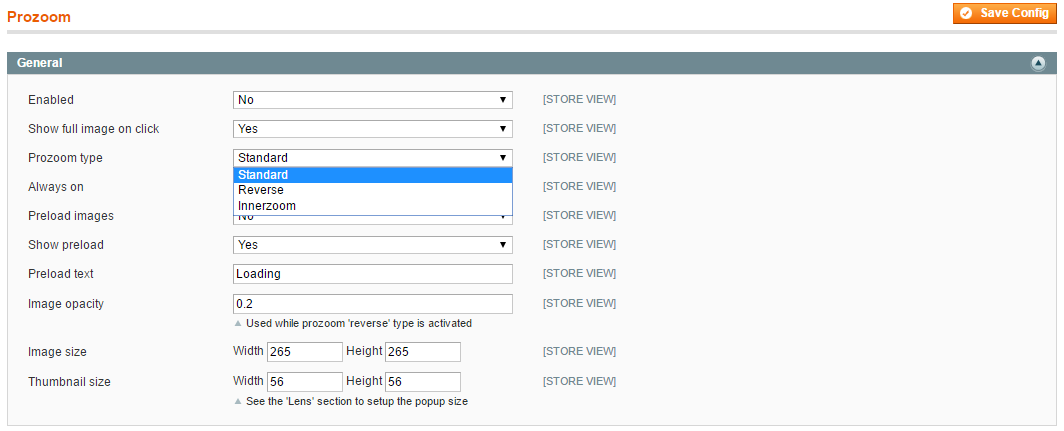 Prozoom
Save Config
General
Enabled No [STORE VIEW]
Show full image on click Yes [STORE VIEW]
Prozoom type Standard [STORE VIEW]
Standard
Always on [STORE VIEW]
Reverse
Innerzoom
Preload images No [STORE VIEW]
Show preload Yes [STORE VIEW]
Preload text Loading [STORE VIEW]
Image opacity 0.2 [STORE VIEW]
Used while prozoom 'reverse' type is activated
Image size Width 265 Height 265 [STORE VIEW]
Thumbnail size Width 56 Height 56 [STORE VIEW]
See the 'Lens' section to setup the popup size